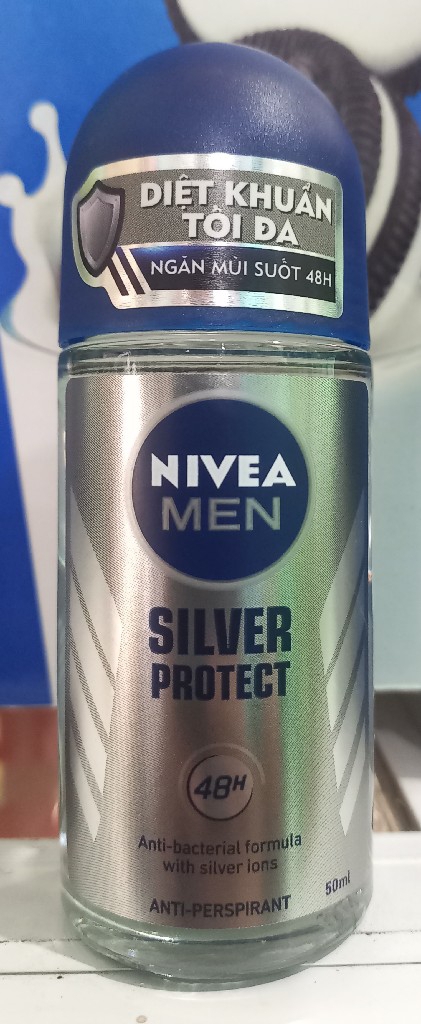 DIỆT KHUẨN
TỐI ĐA
NGĂN MÙI SUỐT 48H
NIVEA
MEN
SILVER
PROTECT
48H
Anti-bacterial formula
with silver ions
50ml
ANTI-PERSPIRANT